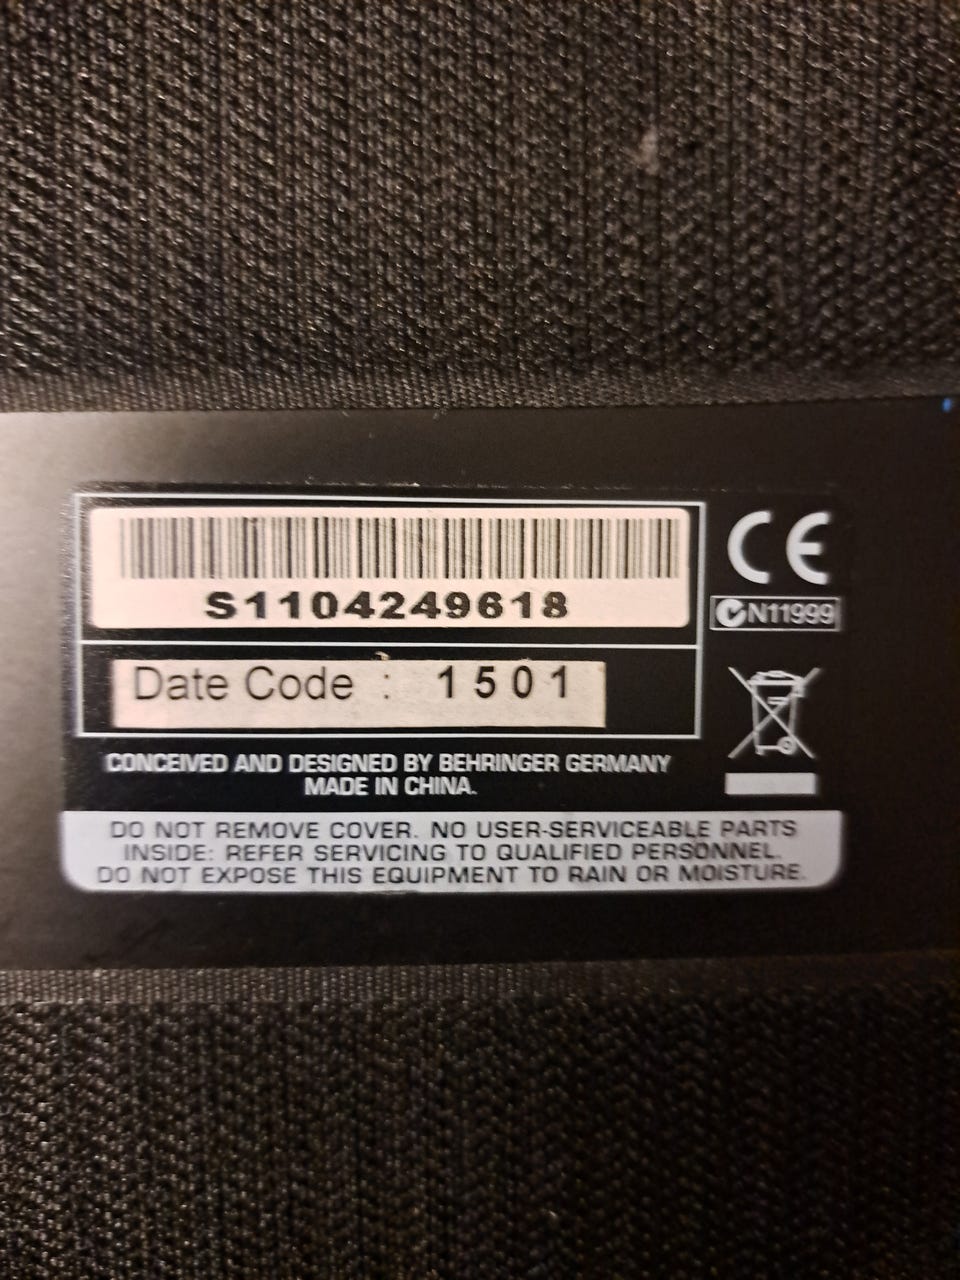 S1104249618
CE
N11999
Date Code : 1501
CONCEIVED AND DESIGNED BY BEHRINGER GERMANY
MADE IN CHINA.
DO NOT REMOVE COVER. NO USER-SERVICEABLE PARTS
INSIDE: REFER SERVICING TO QUALIFIED PERSONNEL.
DO NOT EXPOSE THIS EQUIPMENT TO RAIN OR MOISTURE.